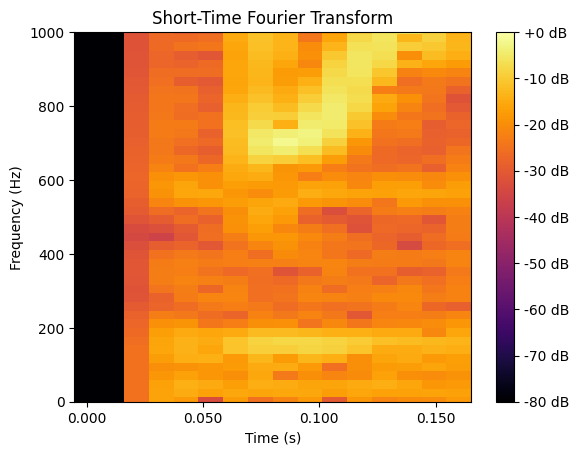 Short-Time Fourier Transform
1000
800
600
400
200
0
Frequency (Hz)
0.000
0.050
0.100
0.150
Time (s)
+0 dB
-10 dB
-20 dB
-30 dB
-40 dB
-50 dB
-60 dB
-70 dB
-80 dB